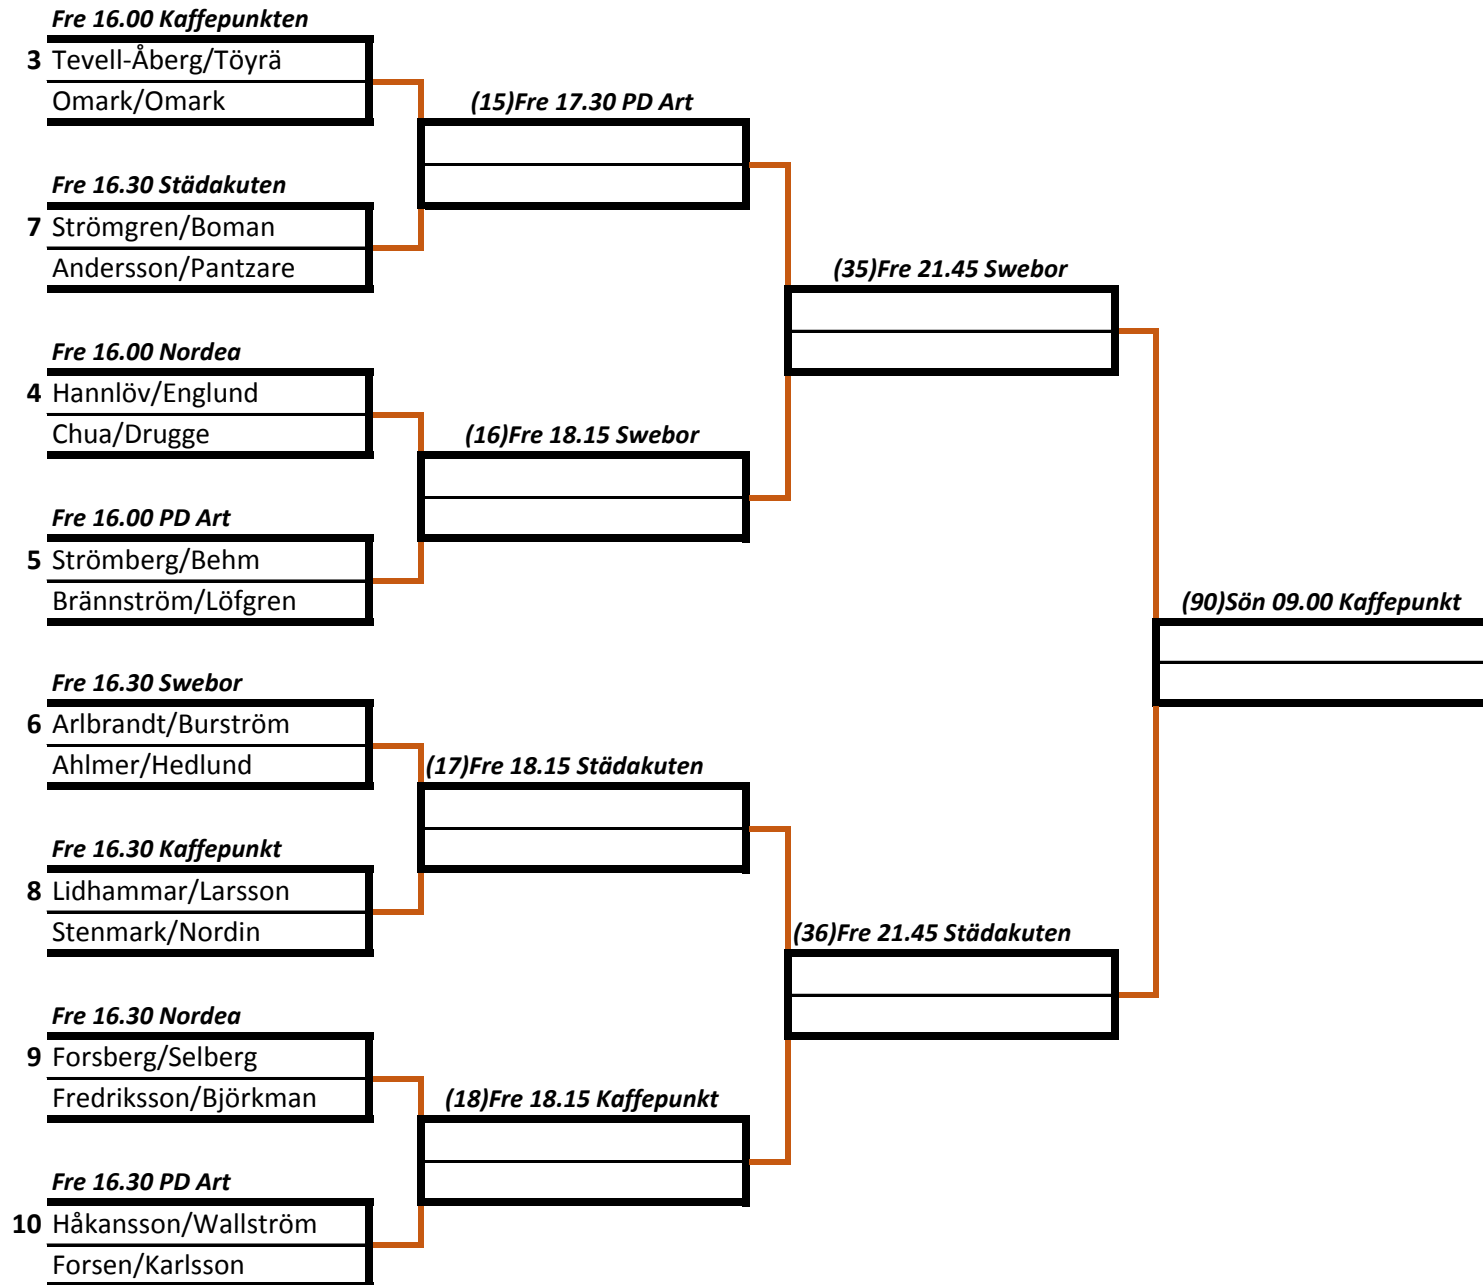 Fre 16.00 Kaffepunkten
3 Tevell-Åberg/Töyrä
Omark/Omark
(15)Fre 17.30 PD Art
Fre 16.30 Städakuten
7 Strömgren/Boman
Andersson/Pantzare
(35)Fre 21.45 Swebor
Fre 16.00 Nordea
4 Hannlöv/Englund
Chua/Drugge
(16)Fre 18.15 Swebor
Fre 16.00 PD Art
5 Strömberg/Behm
Brännström/Löfgren
(90)Sön 09.00 Kaffepunkt
Fre 16.30 Swebor
6 Arlbrandt/Burström
Ahlmer/Hedlund
(17)Fre 18.15 Städakuten
Fre 16.30 Kaffepunkt
8 Lidhammar/Larsson
Stenmark/Nordin
(36)Fre 21.45 Städakuten
Fre 16.30 Nordea
9 Forsberg/Selberg
Fredriksson/Björkman
(18)Fre 18.15 Kaffepunkt
Fre 16.30 PD Art
10 Håkansson/Wallström
Forsen/Karlsson